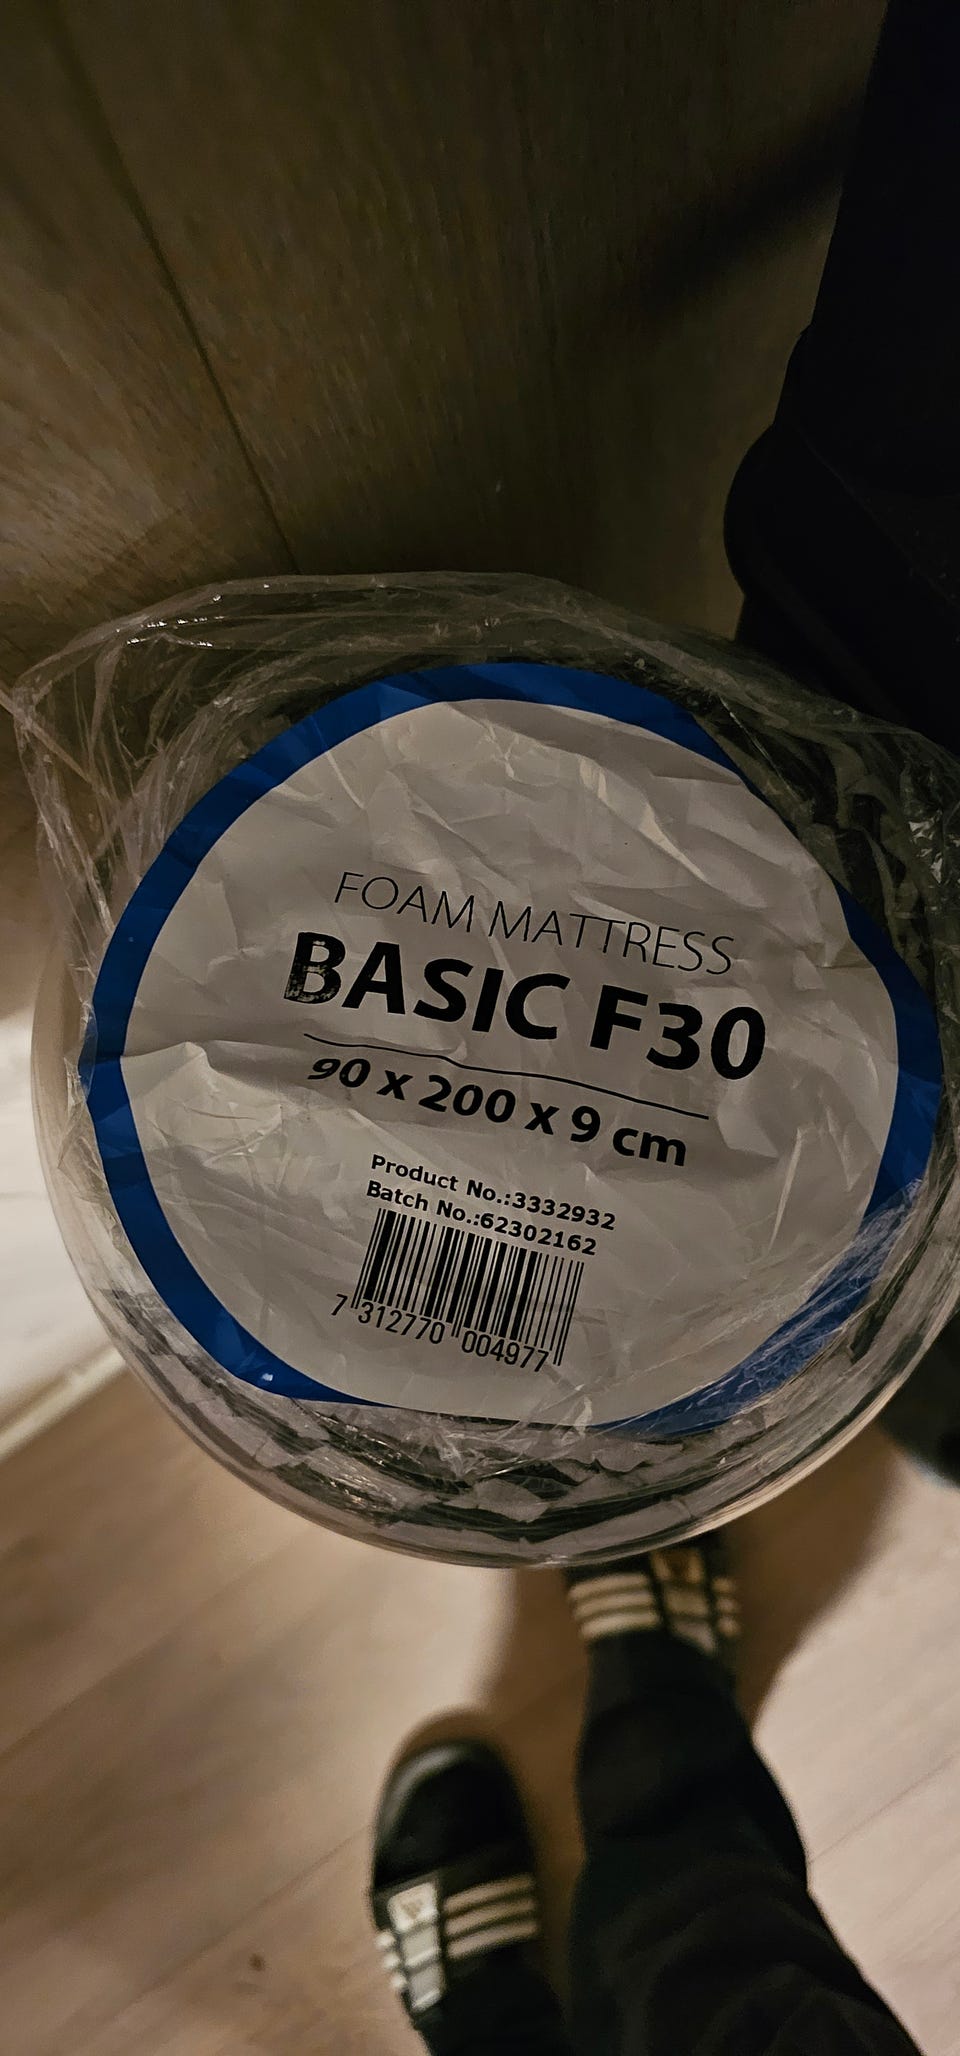 FOAM MATTRESS
BASIC F30
90 x 200 x 9 cm
Product No.:3332932
Batch No.:62302162
7 312770 004977